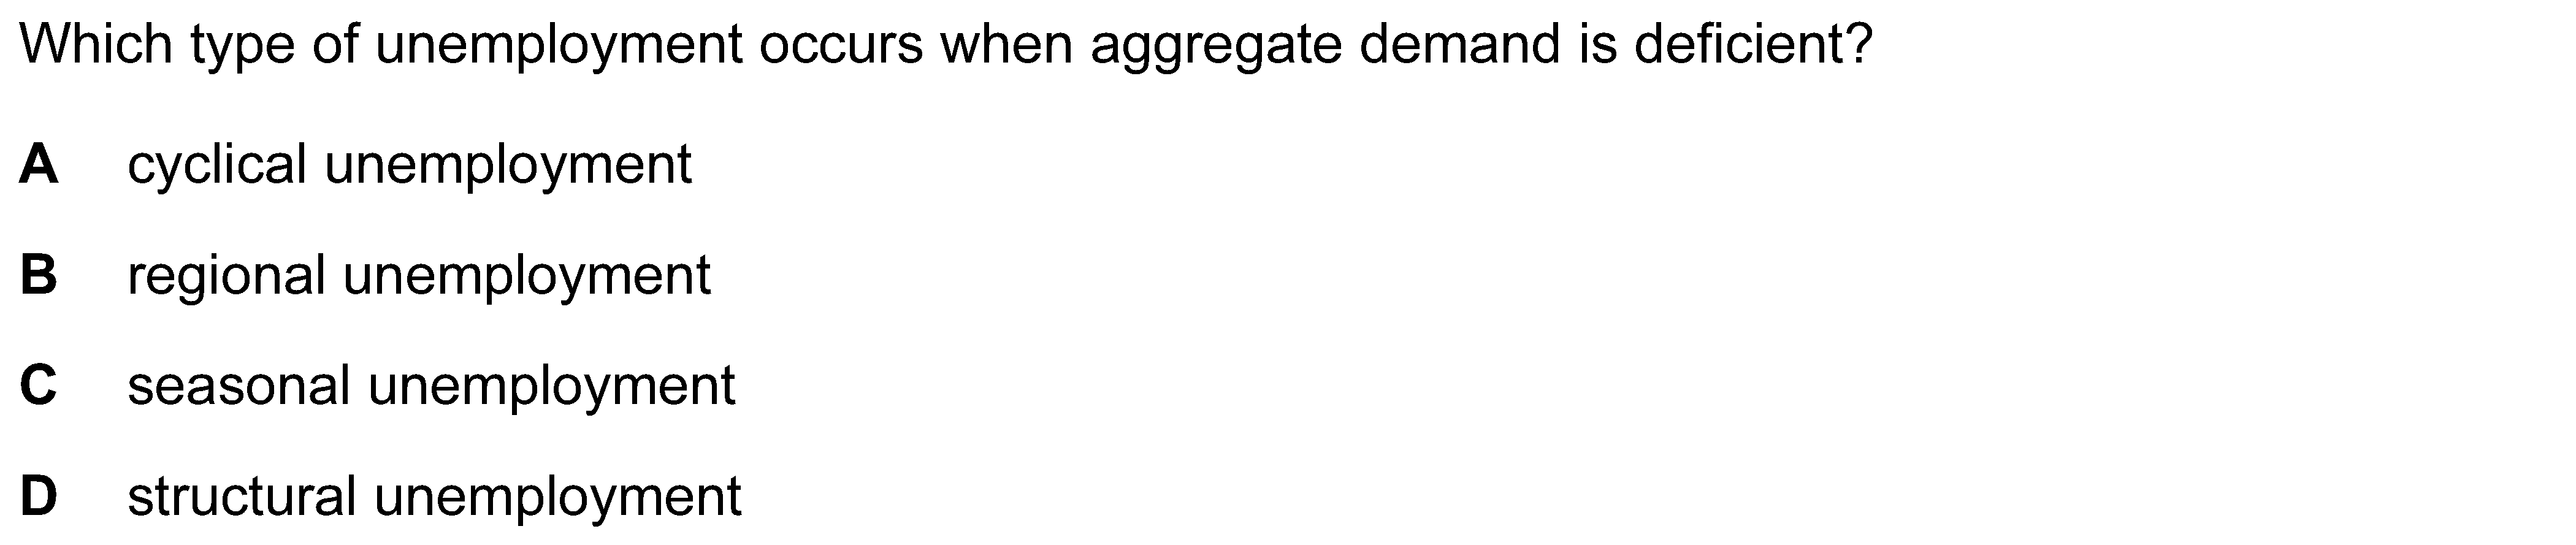 Which type of unemployment occurs when aggregate demand is deficient?
A cyclical unemployment
B regional unemployment
C seasonal unemployment
D structural unemployment